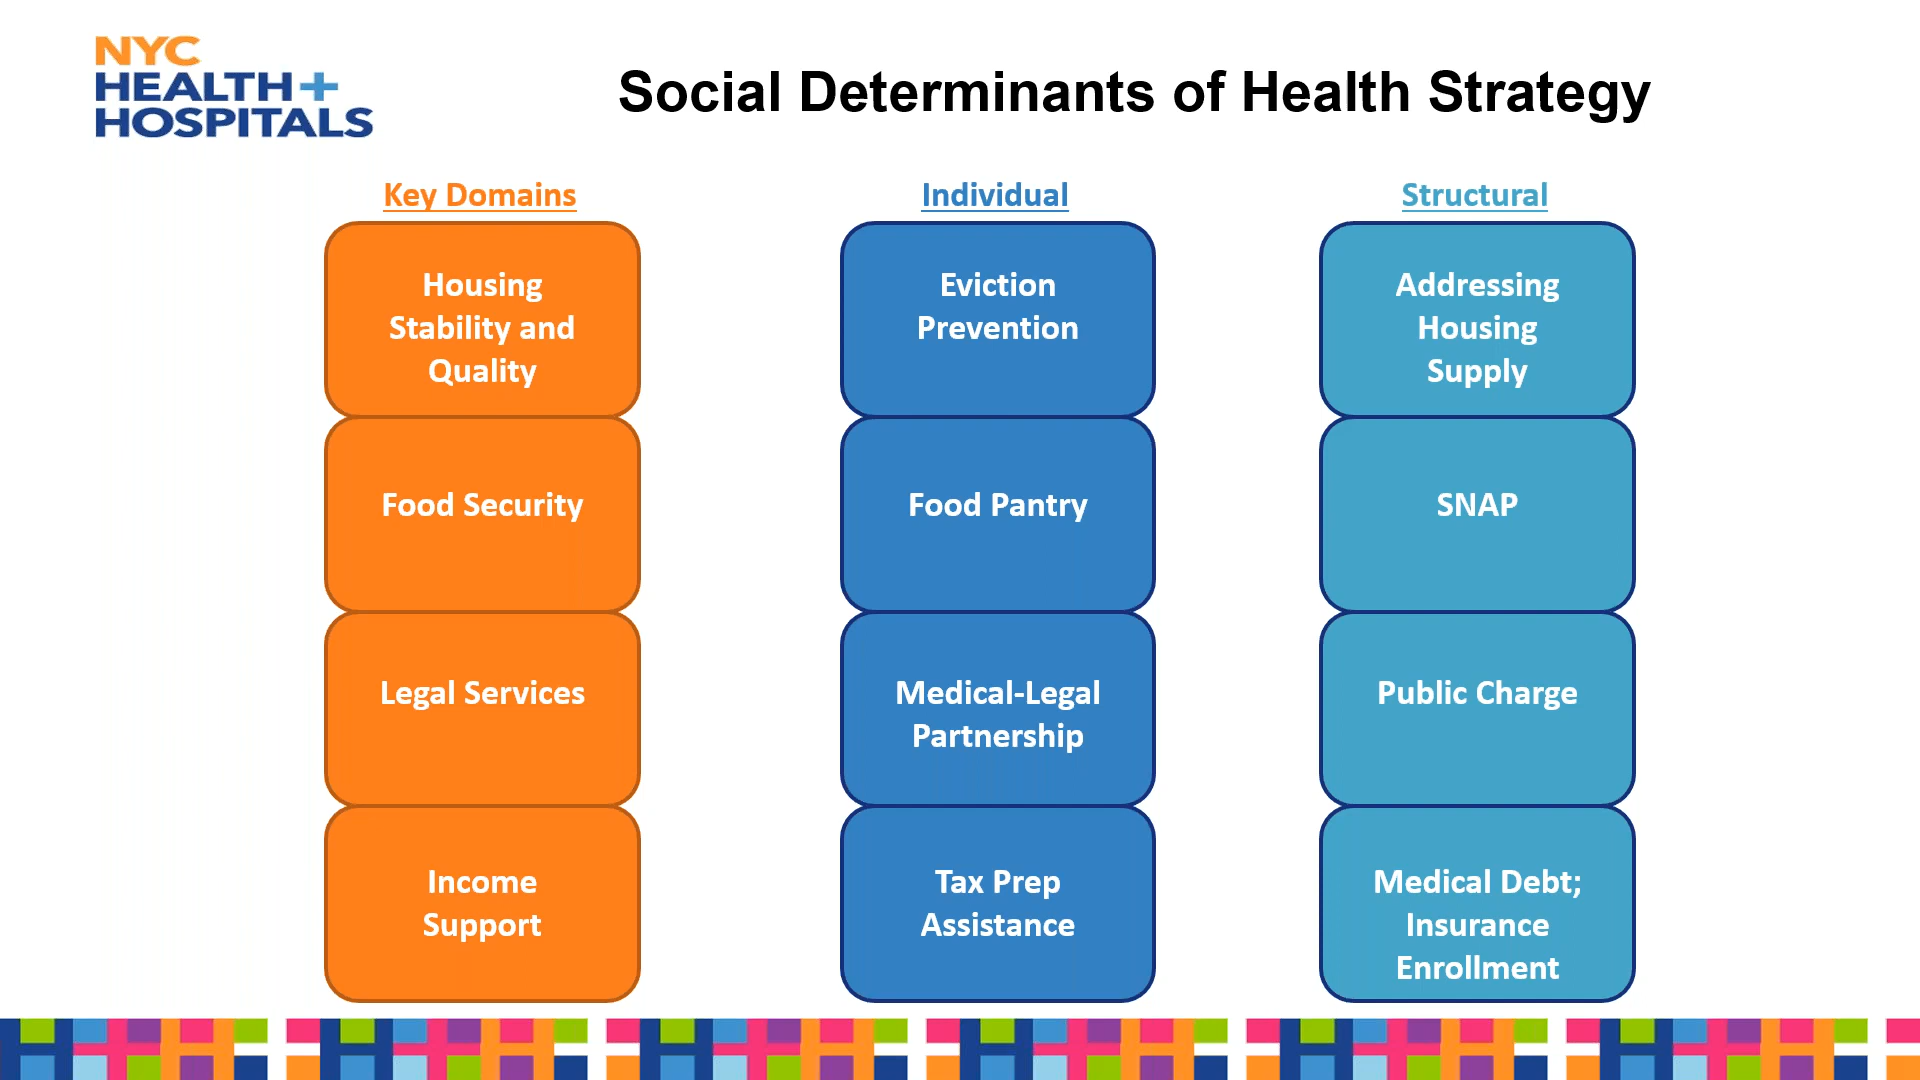 NYC
HEALTH+
HOSPITALS
Social Determinants of Health Strategy
Key Domains
Housing
Stability and
Quality
Food Security
Legal Services
Income
Support
Individual
Eviction
Prevention
Food Pantry
Medical-Legal
Partnership
Tax Prep
Assistance
Structural
Addressing
Housing
Supply
SNAP
Public Charge
Medical Debt;
Insurance
Enrollment